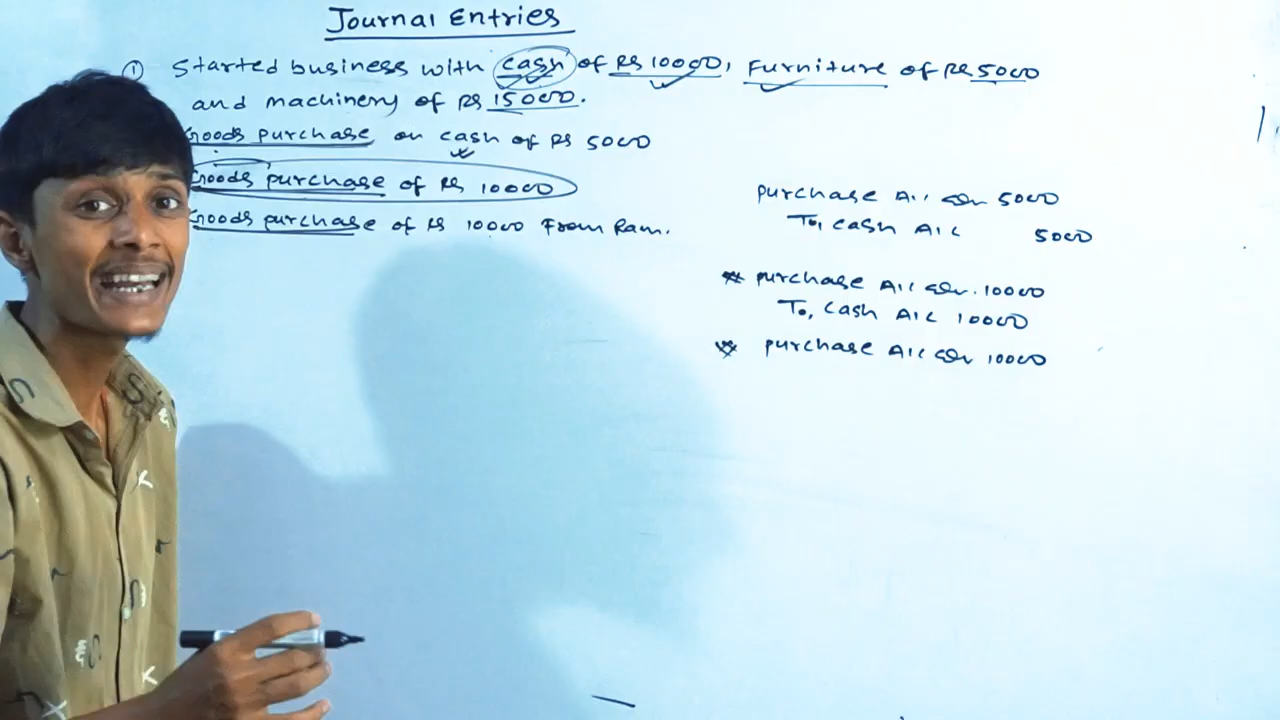 Journal Entries
① Started business with cash of Rs 10000, Furniture of Rs 5000
and machinery of Rs 15000.
Goods purchase on cash of Rs 5000
Goods purchase of Rs 10000
Goods purchase of Rs 10000 From Ram.
purchase A/c Dr 5000
To, cash A/c 5000
purchase A/c Dr. 10000
To, cash A/c 10000
purchase A/c Dr 10000